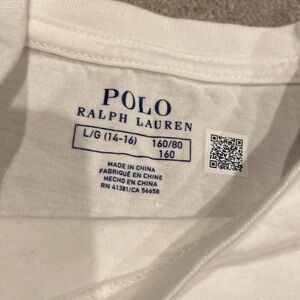 POLO
RALPH LAUREN
L/G (14-16) 160/80
160
MADE IN CHINA
FABRIQUÉ EN CHINE
HECHO EN CHINA
RN 41381/CA 56658